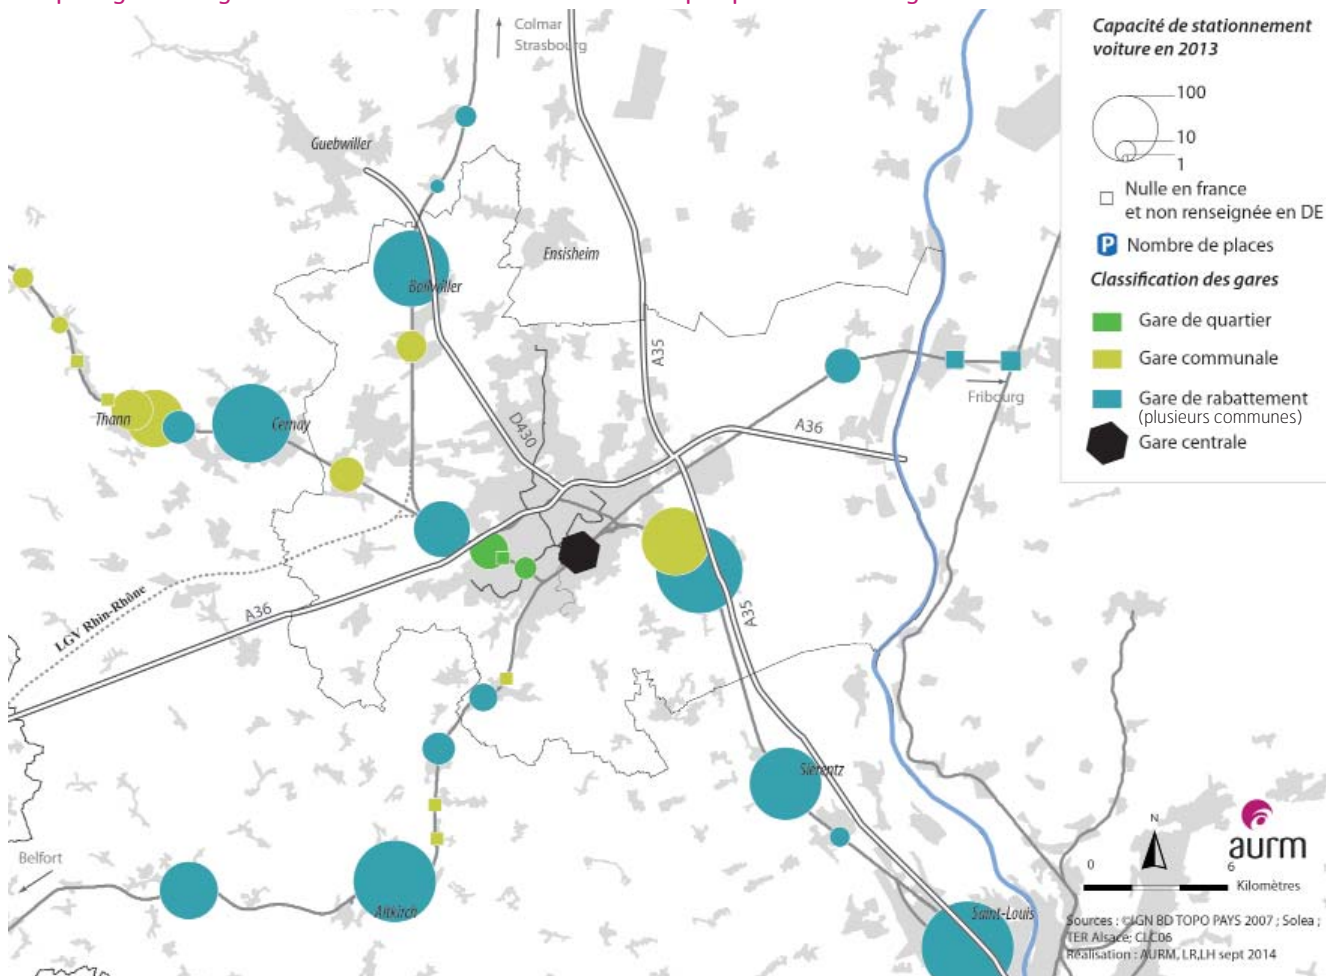 Colmar
Strasbourg
Guebwiller
Ensisheim
Bollwiller
A35
D430
Thann
Cernay
A36
Fribourg
LGV Rhin-Rhône
A36
A35
Sierentz
Belfort
Altkirch
Saint-Louis
Capacité de stationnement
voiture en 2013
100
10
1
Nulle en france
et non renseignée en DE
P Nombre de places
Classification des gares
Gare de quartier
Gare communale
Gare de rabattement
(plusieurs communes)
Gare centrale
N
aurm
0 6
Kilomètres
Sources : ©IGN BD TOPO PAYS 2007 ; Solea ;
TER Alsace; CLC06
Réalisation : AURM, LR,LH sept 2014